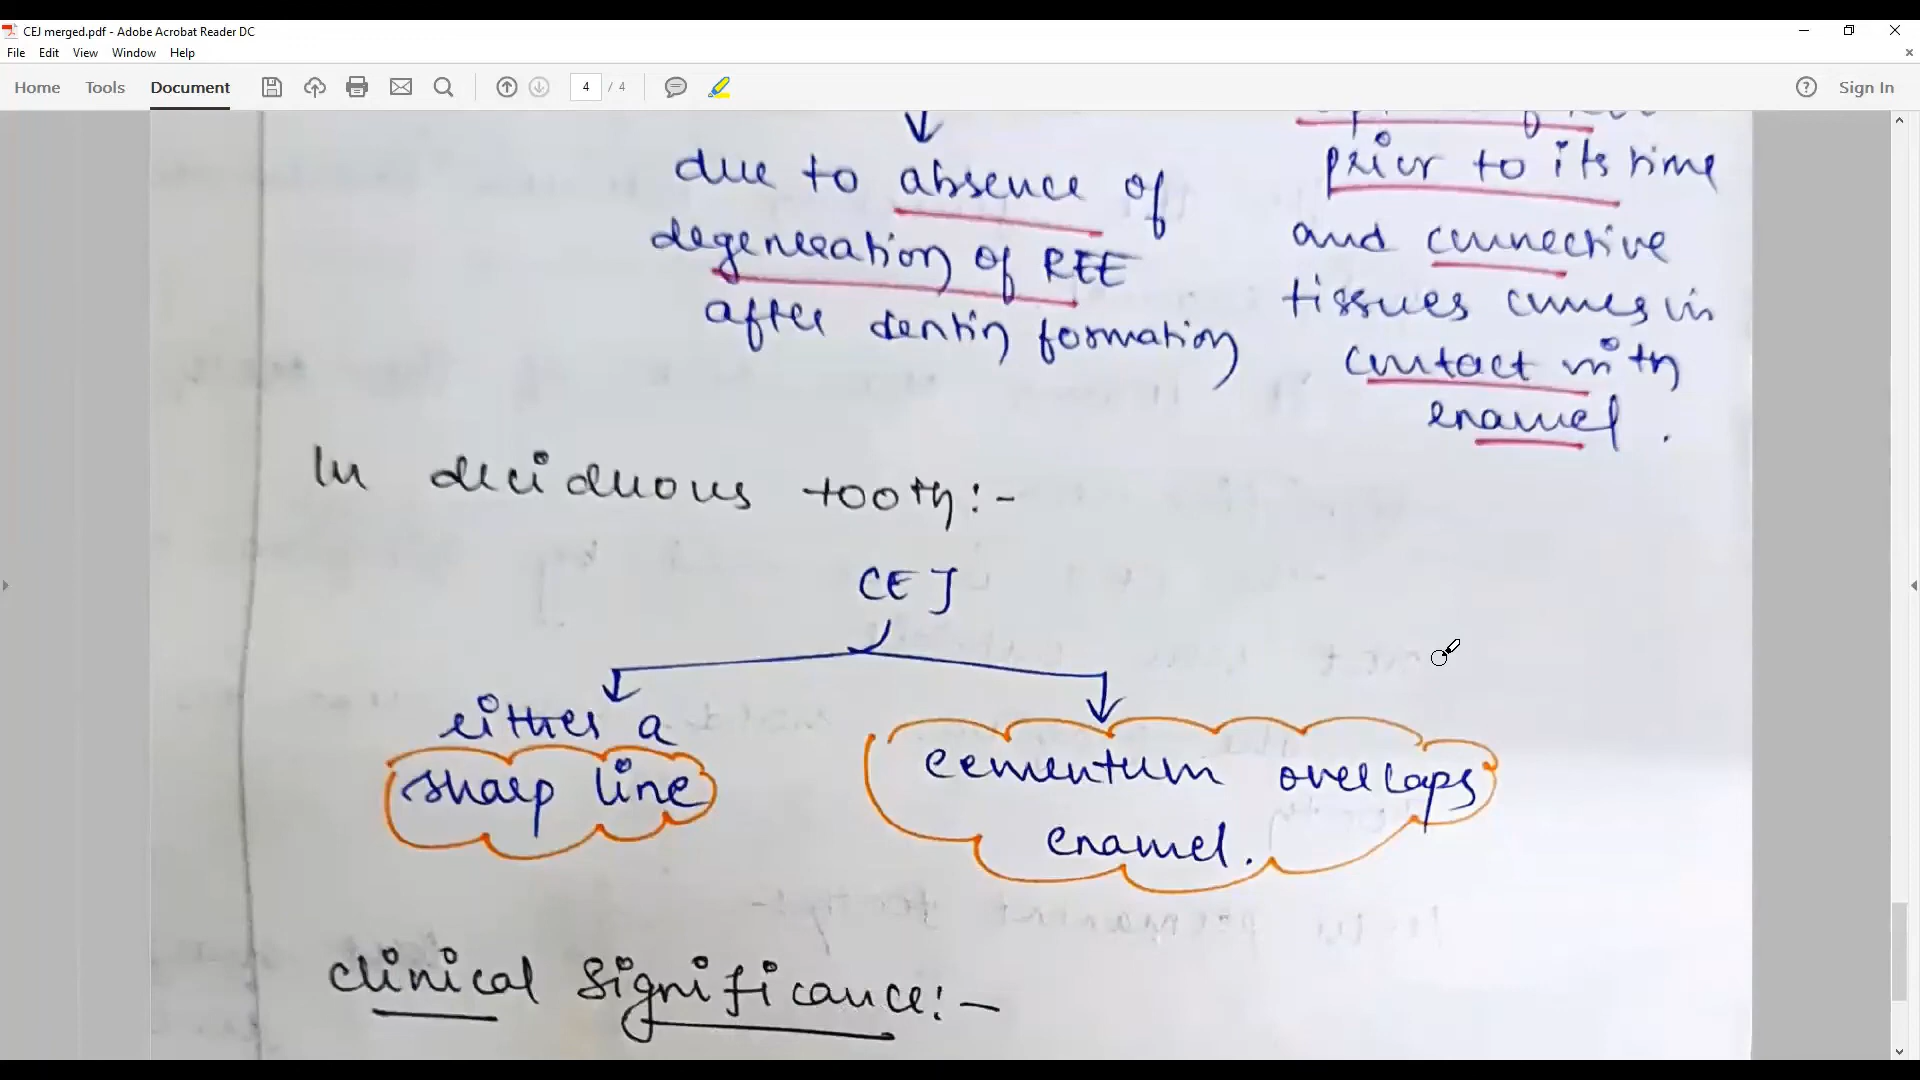 CEJ merged.pdf - Adobe Acrobat Reader DC
File Edit View Window Help
Home Tools Document 4 / 4 Sign In
due to absence of
degeneration of REE
after dentin formation
prior to its time
and connective
tissues comes in
contact with
enamel.
In deciduous tooth:-
CEJ
either a
sharp line
cementum overlaps
enamel.
Clinical Significance:-